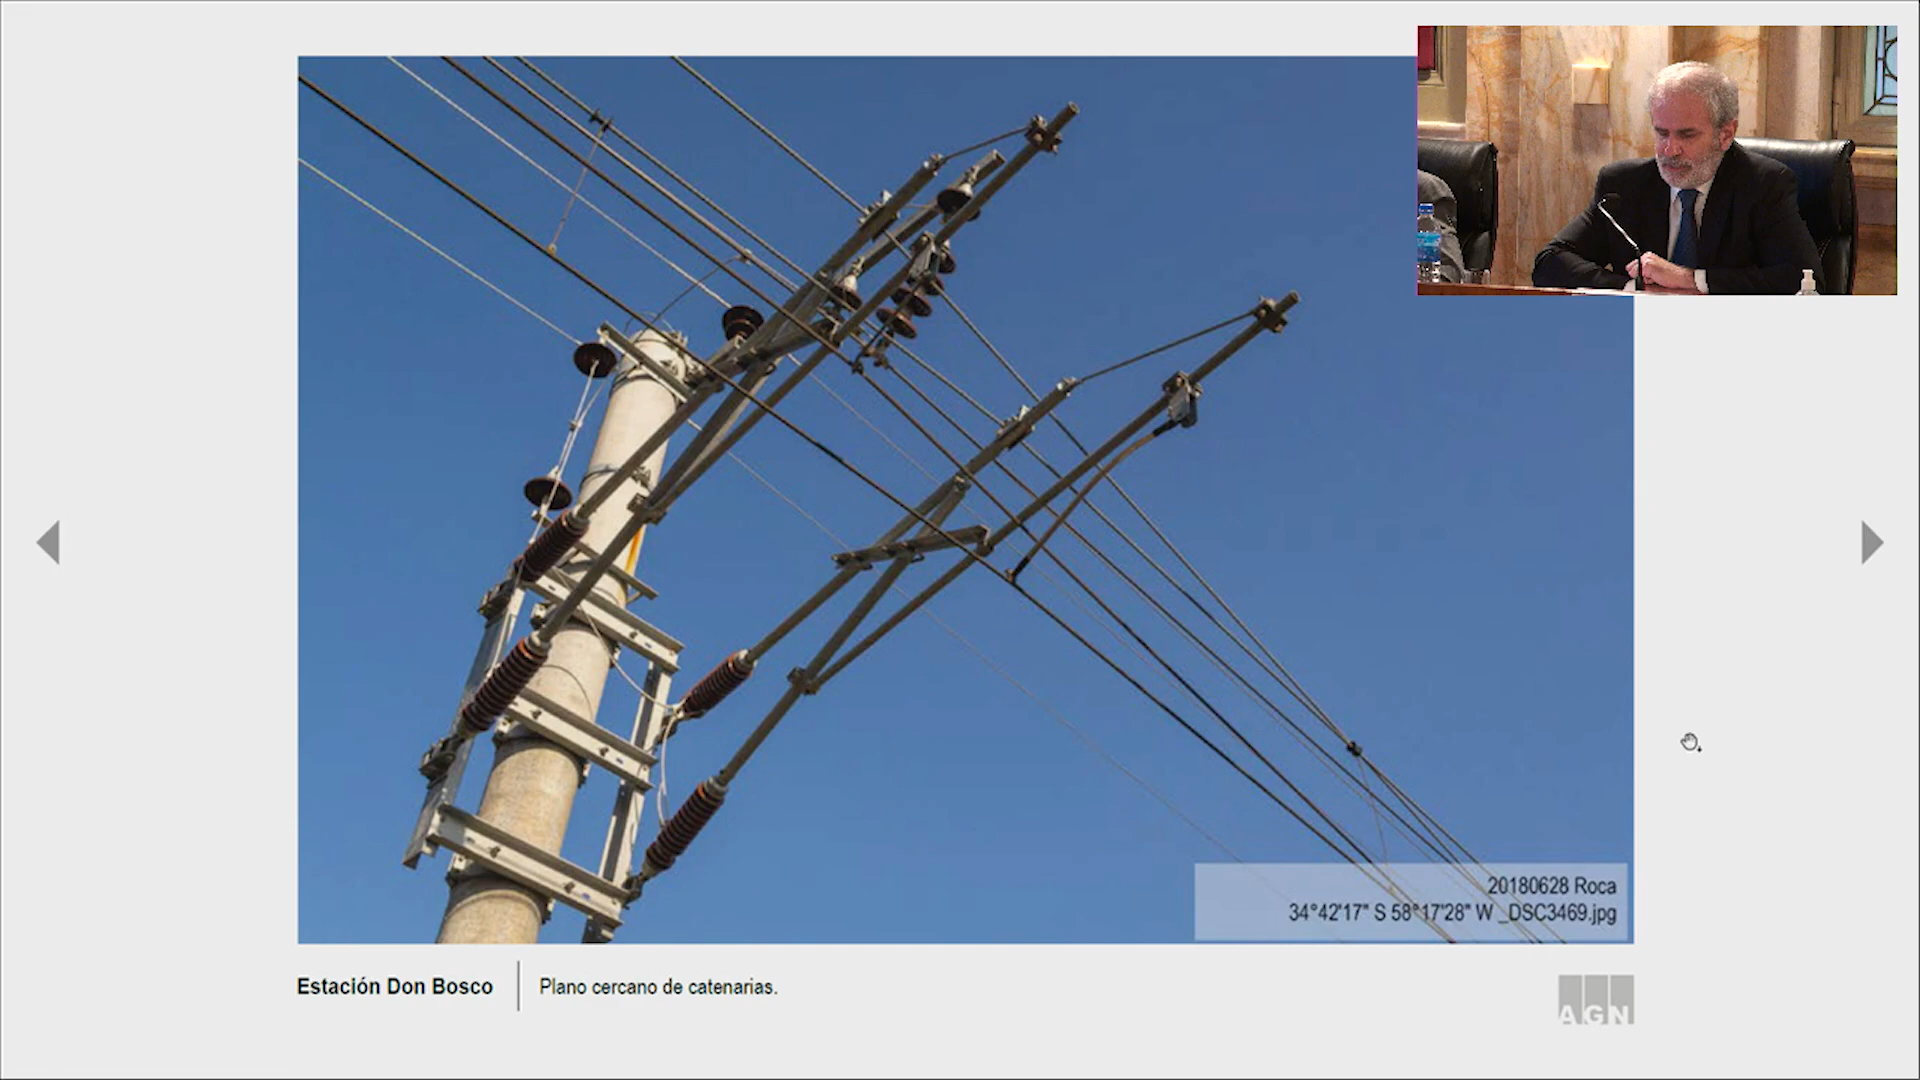 20180628 Roca
34°42'17" S 58°17'28" W _DSC3469.jpg
Estación Don Bosco
Plano cercano de catenarias.
AGN